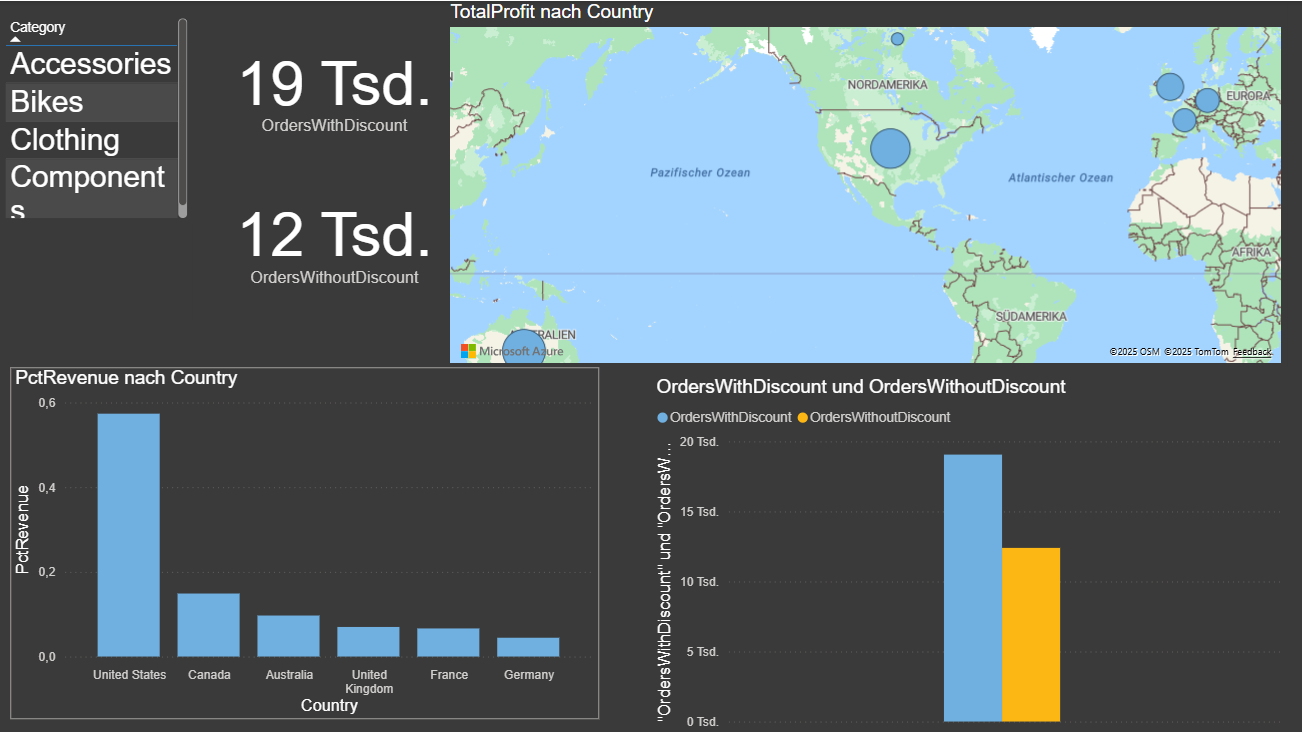 Category
Accessories
Bikes
Clothing
Component
s
19 Tsd.
OrdersWithDiscount
12 Tsd.
OrdersWithoutDiscount
TotalProfit nach Country
NORDAMERIKA
EUROPA
Pazifischer Ozean
Atlantischer Ozean
AFRIKA
SÜDAMERIKA
RALIEN
Microsoft Azure
©2025 OSM ©2025 TomTom Feedback
PctRevenue nach Country
PctRevenue
0,6
0,4
0,2
0,0
United States
Canada
Australia
United
Kingdom
France
Germany
Country
OrdersWithDiscount und OrdersWithoutDiscount
OrdersWithDiscount
OrdersWithoutDiscount
"OrdersWithDiscount" und "OrdersW...
20 Tsd.
15 Tsd.
10 Tsd.
5 Tsd.
0 Tsd.